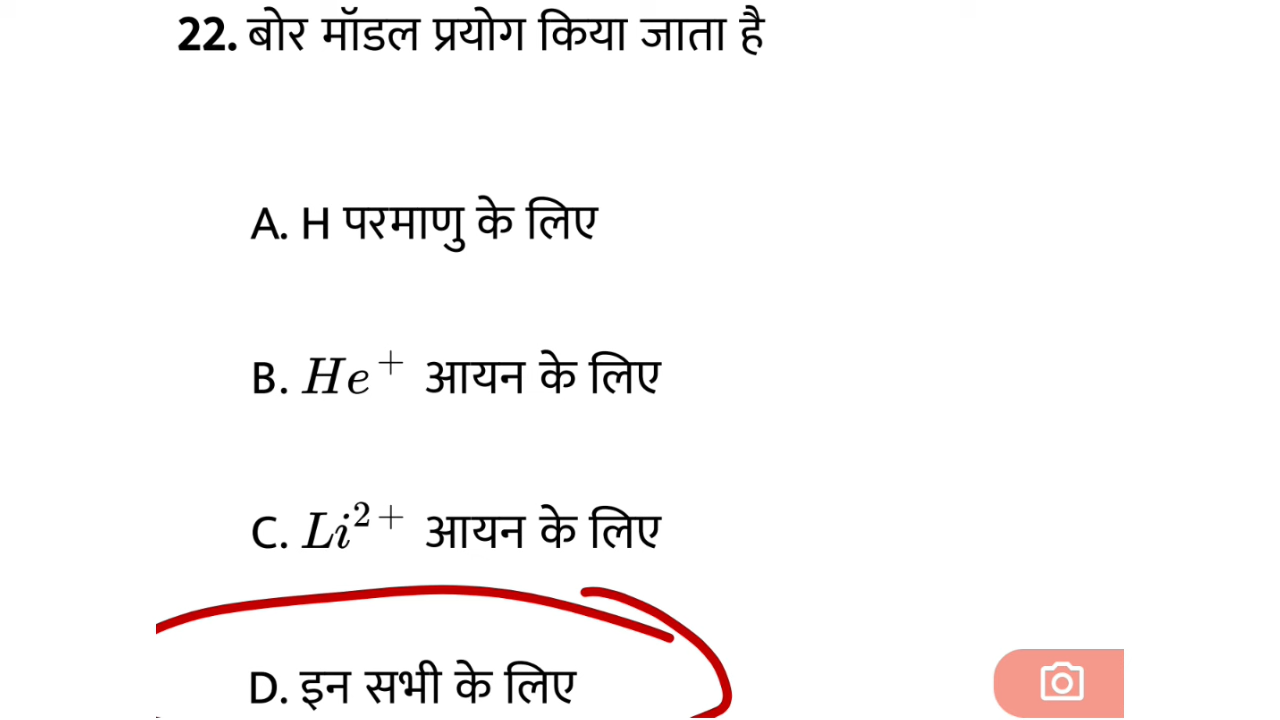 22. बोर मॉडल प्रयोग किया जाता है
A. H परमाणु के लिए
B. He⁺ आयन के लिए
C. Li²⁺ आयन के लिए
D. इन सभी के लिए